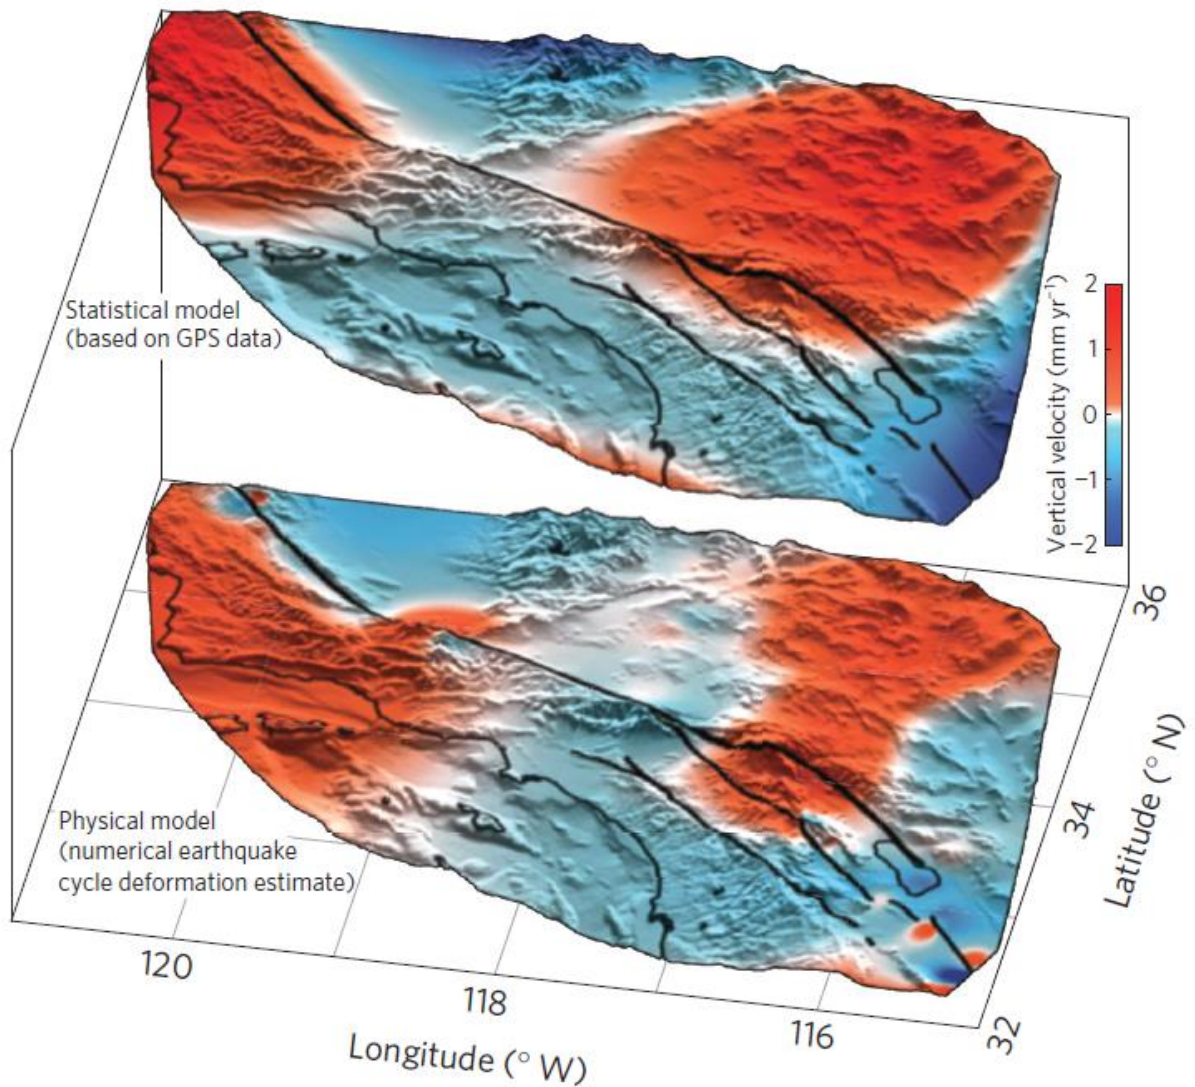 Statistical model
(based on GPS data)
Vertical velocity (mm yr⁻¹)
2
1
0
−1
−2
Physical model
(numerical earthquake
cycle deformation estimate)
36
34
32
Latitude (° N)
120
118
116
Longitude (° W)